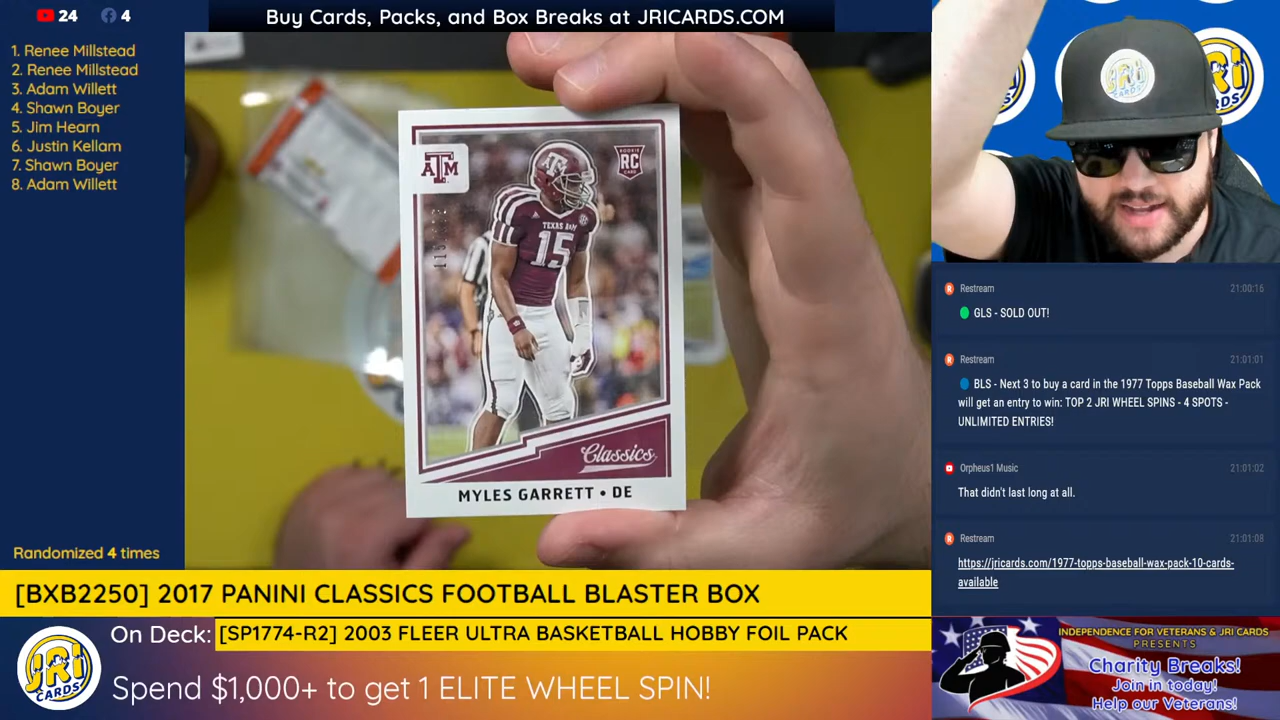 24
4
Buy Cards, Packs, and Box Breaks at JRICARDS.COM
1. Renee Millstead
2. Renee Millstead
3. Adam Willett
4. Shawn Boyer
5. Jim Hearn
6. Justin Kellam
7. Shawn Boyer
8. Adam Willett
Randomized 4 times
ATM
ROOKIE
RC
CARD
TEXAS A&M
15
Classics
MYLES GARRETT • DE
JRI
CARDS
Restream
21:00:16
GLS - SOLD OUT!
Restream
21:01:01
BLS - Next 3 to buy a card in the 1977 Topps Baseball Wax Pack
will get an entry to win: TOP 2 JRI WHEEL SPINS - 4 SPOTS -
UNLIMITED ENTRIES!
Orpheus1 Music
21:01:02
That didn't last long at all.
Restream
21:01:08
https://jricards.com/1977-topps-baseball-wax-pack-10-cards-
available
[BXB2250] 2017 PANINI CLASSICS FOOTBALL BLASTER BOX
On Deck: [SP1774-R2] 2003 FLEER ULTRA BASKETBALL HOBBY FOIL PACK
JRI
CARDS
Spend $1,000+ to get 1 ELITE WHEEL SPIN!
INDEPENDENCE FOR VETERANS & JRI CARDS
PRESENTS
Charity Breaks!
Join in today!
Help our Veterans!